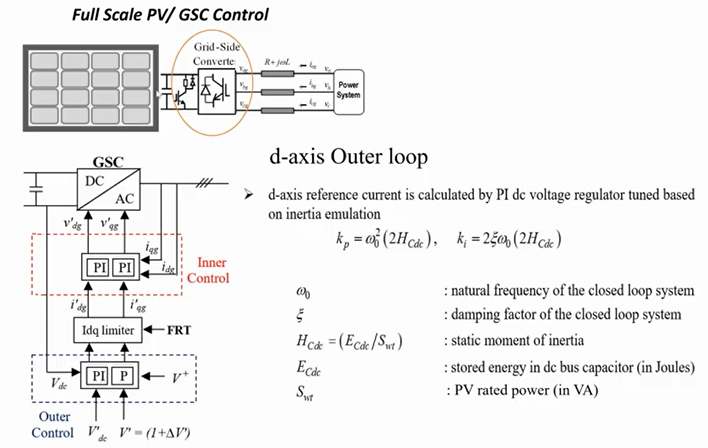 Full Scale PV/ GSC Control
Grid-Side
Converte
R+ jωL
Power
System
GSC
DC
AC
v'dg
v'qg
iqg
idg
PI
PI
Inner
Control
i'dg
i'qg
Idq limiter
FRT
Vdc
PI
P
V⁺
Outer
Control
V'dc
V' = (1+ΔV')
d-axis Outer loop
➢ d-axis reference current is calculated by PI dc voltage regulator tuned based
on inertia emulation
kp = ω0²(2HCdc), ki = 2ξω0(2HCdc)
ω0 : natural frequency of the closed loop system
ξ : damping factor of the closed loop system
HCdc = (ECdc/Swt) : static moment of inertia
ECdc : stored energy in dc bus capacitor (in Joules)
Swt : PV rated power (in VA)